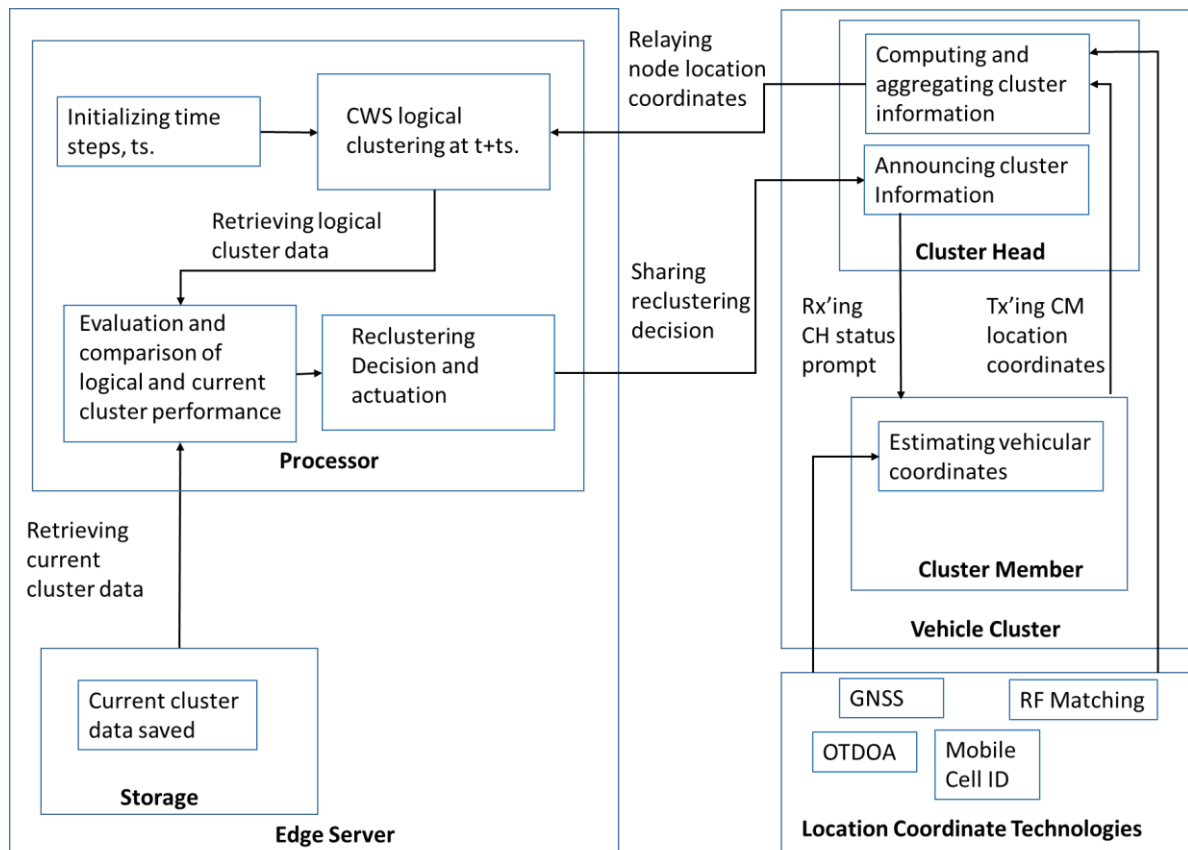 Initializing time
steps, ts.
CWS logical
clustering at t+ts.
Retrieving logical
cluster data
Evaluation and
comparison of
logical and current
cluster performance
Reclustering
Decision and
actuation
Processor
Retrieving
current
cluster data
Current cluster
data saved
Storage
Edge Server
Relaying
node location
coordinates
Sharing
reclustering
decision
Computing and
aggregating cluster
information
Announcing cluster
Information
Cluster Head
Rx'ing
CH status
prompt
Tx'ing CM
location
coordinates
Estimating vehicular
coordinates
Cluster Member
Vehicle Cluster
GNSS
RF Matching
OTDOA
Mobile
Cell ID
Location Coordinate Technologies